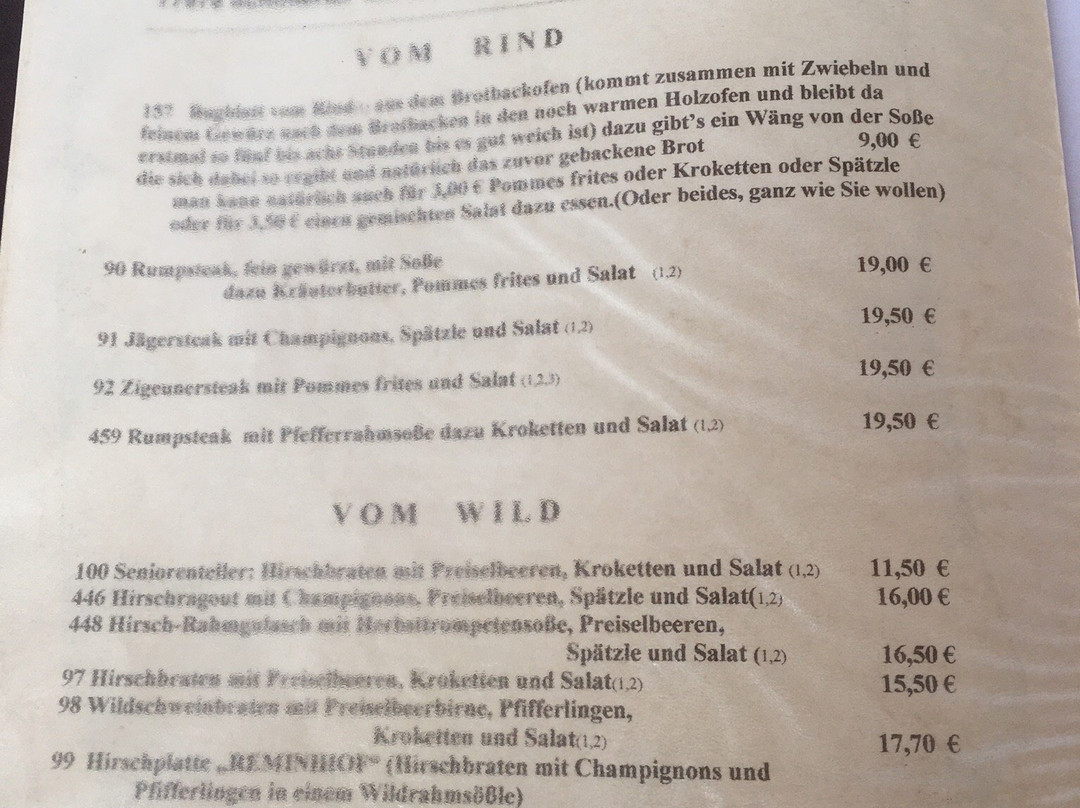 VOM RIND
157 Bugblatt vom Rind - aus dem Brotbackofen (kommt zusammen mit Zwiebeln und
feinem Gewürz nach dem Brotbacken in den noch warmen Holzofen und bleibt da
erstmal so fünf bis acht Stunden bis es gut weich ist) dazu gibt's ein Wäng von der Soße
die sich dabei so ergibt und natürlich das zuvor gebackene Brot 9,00 €
man kann natürlich auch für 3,00 € Pommes frites oder Kroketten oder Spätzle
oder für 3,50 € einen gemischten Salat dazu essen.(Oder beides, ganz wie Sie wollen)
90 Rumpsteak, fein gewürzt, mit Soße
dazu Kräuterbutter, Pommes frites und Salat (1,2) 19,00 €
91 Jägersteak mit Champignons, Spätzle und Salat (1,2) 19,50 €
92 Zigeunersteak mit Pommes frites und Salat (1,2,3) 19,50 €
459 Rumpsteak mit Pfefferrahmsoße dazu Kroketten und Salat (1,2) 19,50 €
VOM WILD
100 Seniorenteller: Hirschbraten mit Preiselbeeren, Kroketten und Salat (1,2) 11,50 €
446 Hirschragout mit Champignons, Preiselbeeren, Spätzle und Salat(1,2) 16,00 €
448 Hirsch-Rahmgulasch mit Herbsttrompetensoße, Preiselbeeren,
Spätzle und Salat (1,2) 16,50 €
97 Hirschbraten mit Preiselbeeren, Kroketten und Salat(1,2) 15,50 €
98 Wildschweinbraten mit Preiselbeerbirne, Pfifferlingen,
Kroketten und Salat(1,2) 17,70 €
99 Hirschplatte „REMINHOF“ (Hirschbraten mit Champignons und
Pfifferlingen in einem Wildrahmsößle)